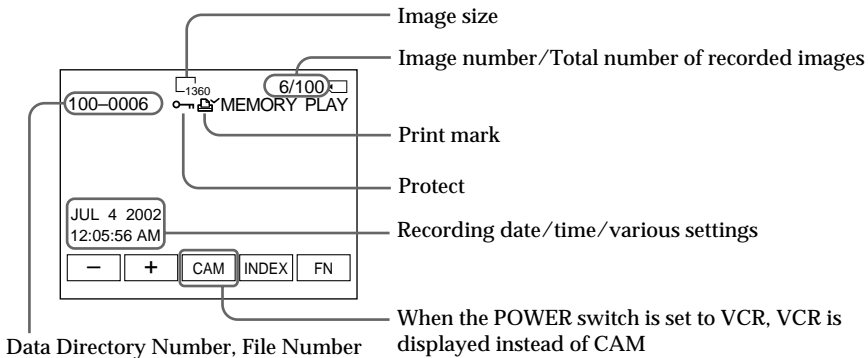 Image size
Image number/Total number of recorded images
1360
6/100
100–0006
MEMORY PLAY
Print mark
Protect
JUL 4 2002
12:05:56 AM
Recording date/time/various settings
− + CAM INDEX FN
When the POWER switch is set to VCR, VCR is
displayed instead of CAM
Data Directory Number, File Number